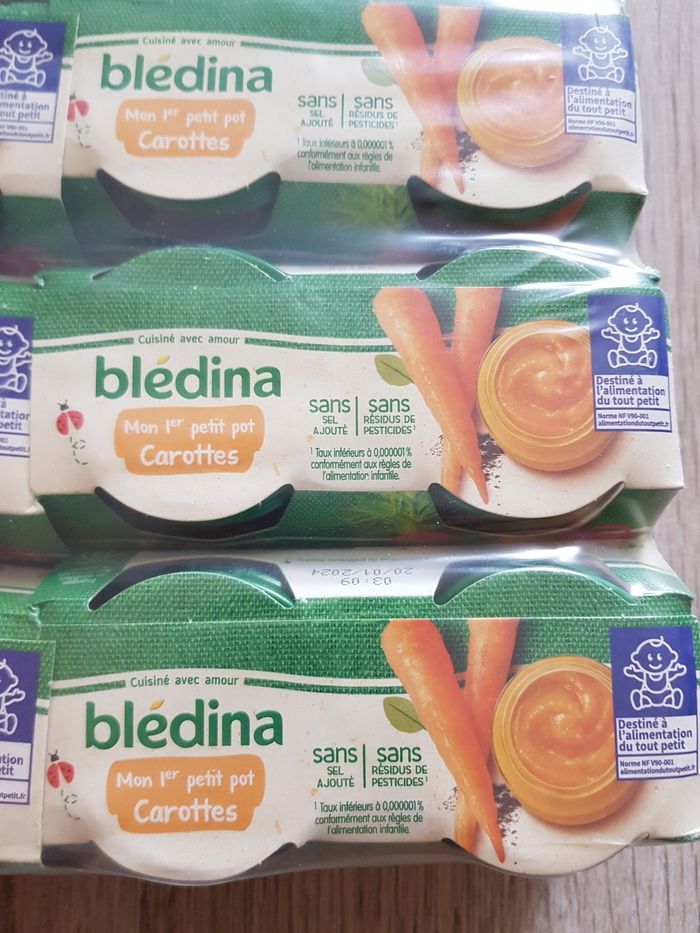 Cuisiné avec amour
blédina
Mon 1er petit pot
Carottes
sans
SEL
AJOUTÉ
sans
RÉSIDUS DE
PESTICIDES¹
¹ Taux inférieurs à 0,000001%
conformément aux règles de
l'alimentation infantile.
Destiné à
l'alimentation
du tout petit
Norme NF V90-001
alimentationdutoutpetit.fr
Cuisiné avec amour
blédina
Mon 1er petit pot
Carottes
sans
SEL
AJOUTÉ
sans
RÉSIDUS DE
PESTICIDES¹
¹ Taux inférieurs à 0,000001%
conformément aux règles de
l'alimentation infantile.
Destiné à
l'alimentation
du tout petit
Norme NF V90-001
alimentationdutoutpetit.fr
03:09
20/01/2024
Cuisiné avec amour
blédina
Mon 1er petit pot
Carottes
sans
SEL
AJOUTÉ
sans
RÉSIDUS DE
PESTICIDES¹
¹ Taux inférieurs à 0,000001%
conformément aux règles de
l'alimentation infantile.
Destiné à
l'alimentation
du tout petit
Norme NF V90-001
alimentationdutoutpetit.fr